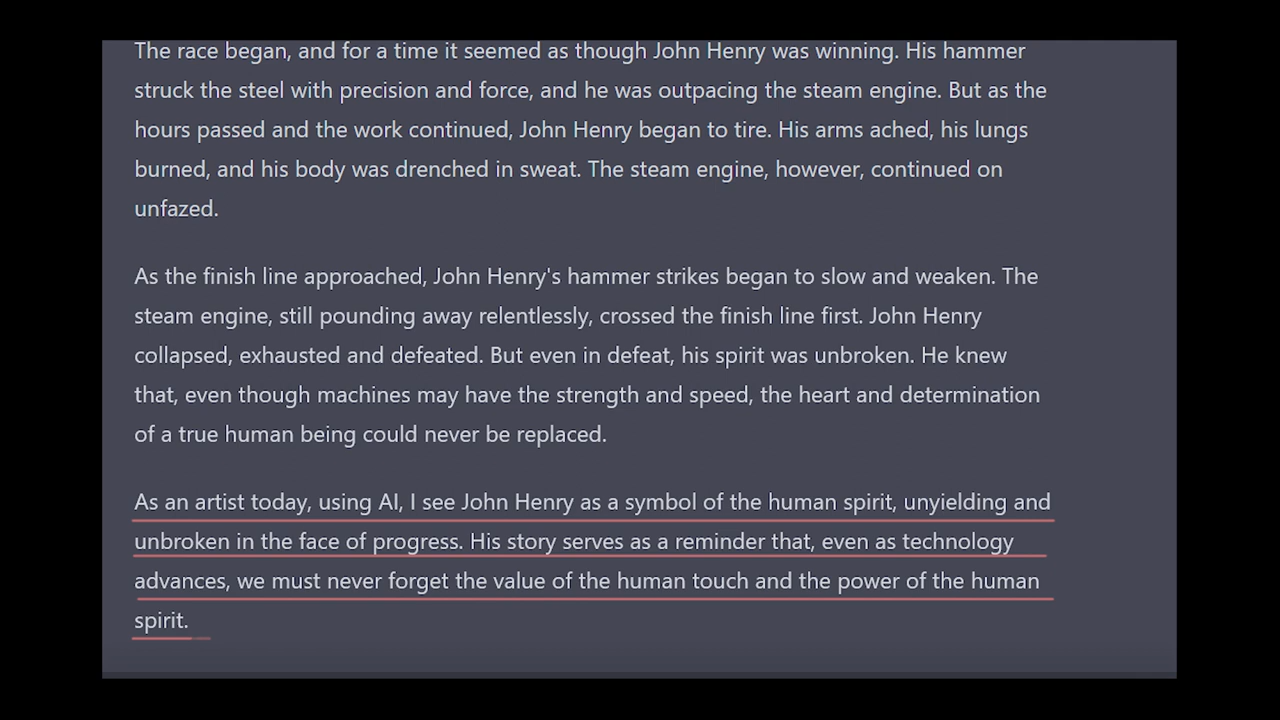 The race began, and for a time it seemed as though John Henry was winning. His hammer
struck the steel with precision and force, and he was outpacing the steam engine. But as the
hours passed and the work continued, John Henry began to tire. His arms ached, his lungs
burned, and his body was drenched in sweat. The steam engine, however, continued on
unfazed.
As the finish line approached, John Henry's hammer strikes began to slow and weaken. The
steam engine, still pounding away relentlessly, crossed the finish line first. John Henry
collapsed, exhausted and defeated. But even in defeat, his spirit was unbroken. He knew
that, even though machines may have the strength and speed, the heart and determination
of a true human being could never be replaced.
As an artist today, using AI, I see John Henry as a symbol of the human spirit, unyielding and
unbroken in the face of progress. His story serves as a reminder that, even as technology
advances, we must never forget the value of the human touch and the power of the human
spirit.